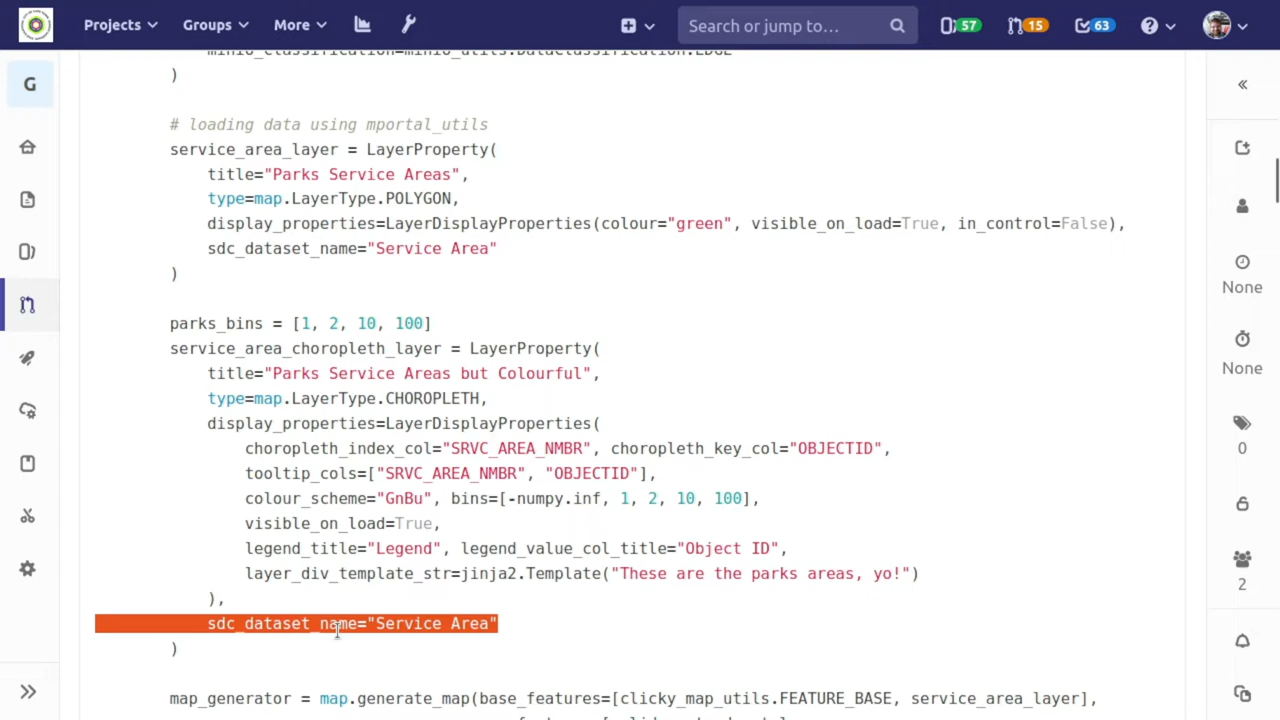 Projects Groups More Search or jump to… 57 15 63
G
minio_classification=minio_utils.DataClassification.EDGE
)
# loading data using mportal_utils
service_area_layer = LayerProperty(
title="Parks Service Areas",
type=map.LayerType.POLYGON,
display_properties=LayerDisplayProperties(colour="green", visible_on_load=True, in_control=False),
sdc_dataset_name="Service Area"
)
parks_bins = [1, 2, 10, 100]
service_area_choropleth_layer = LayerProperty(
title="Parks Service Areas but Colourful",
type=map.LayerType.CHOROPLETH,
display_properties=LayerDisplayProperties(
choropleth_index_col="SRVC_AREA_NMBR", choropleth_key_col="OBJECTID",
tooltip_cols=["SRVC_AREA_NMBR", "OBJECTID"],
colour_scheme="GnBu", bins=[-numpy.inf, 1, 2, 10, 100],
visible_on_load=True,
legend_title="Legend", legend_value_col_title="Object ID",
layer_div_template_str=jinja2.Template("These are the parks areas, yo!")
),
sdc_dataset_name="Service Area"
)
map_generator = map.generate_map(base_features=[clicky_map_utils.FEATURE_BASE, service_area_layer],
None
None
0
2